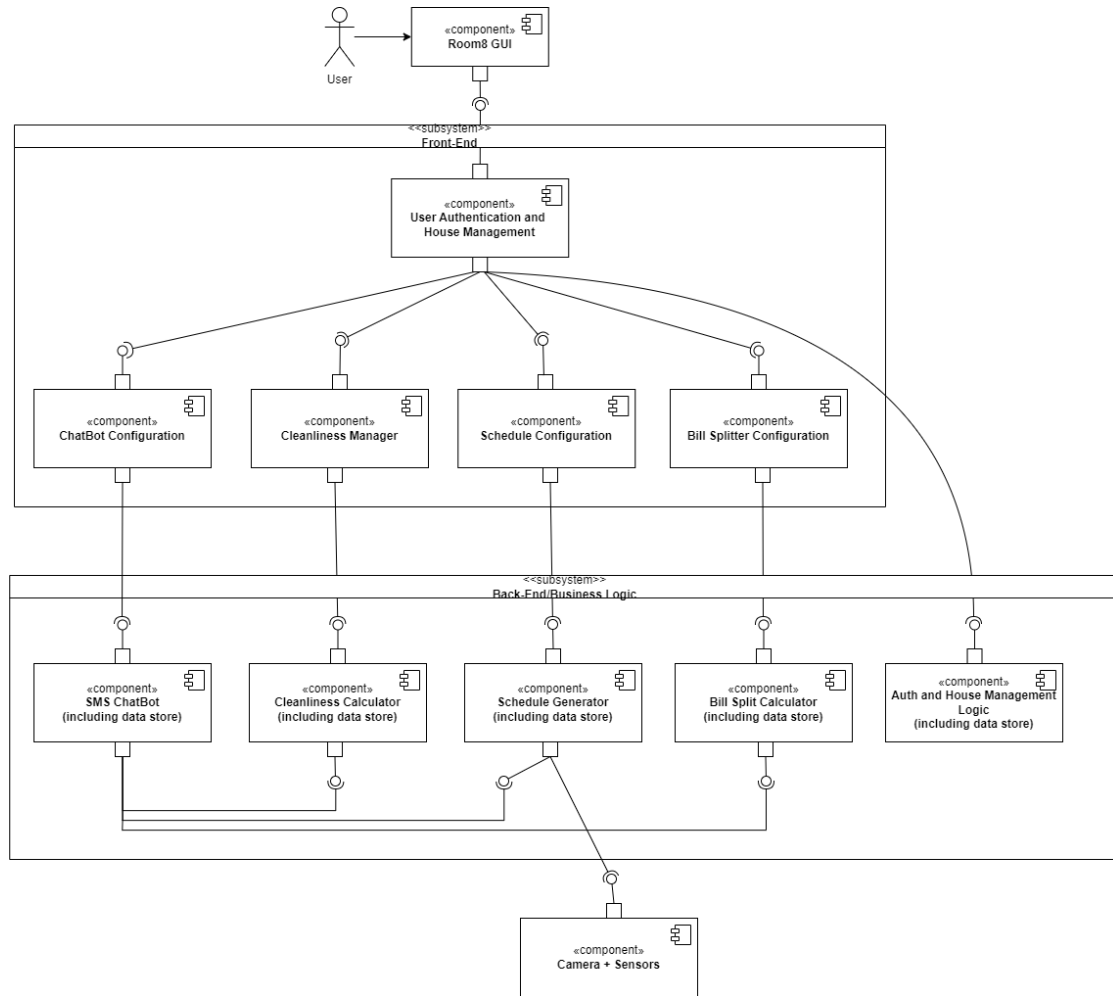 «component»
Room8 GUI
User
<<subsystem>>
Front-End
«component»
User Authentication and
House Management
«component»
ChatBot Configuration
«component»
Cleanliness Manager
«component»
Schedule Configuration
«component»
Bill Splitter Configuration
<<subsystem>>
Back-End/Business Logic
«component»
SMS ChatBot
(including data store)
«component»
Cleanliness Calculator
(including data store)
«component»
Schedule Generator
(including data store)
«component»
Bill Split Calculator
(including data store)
«component»
Auth and House Management
Logic
(including data store)
«component»
Camera + Sensors